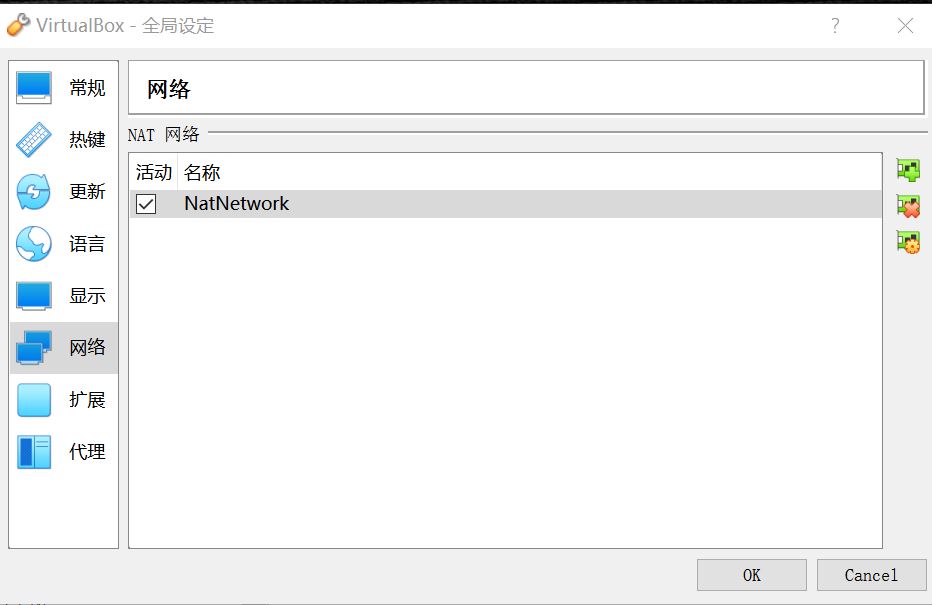 VirtualBox - 全局设定
?
常规
热键
更新
语言
显示
网络
扩展
代理
网络
NAT 网络
活动 名称
NatNetwork
OK Cancel